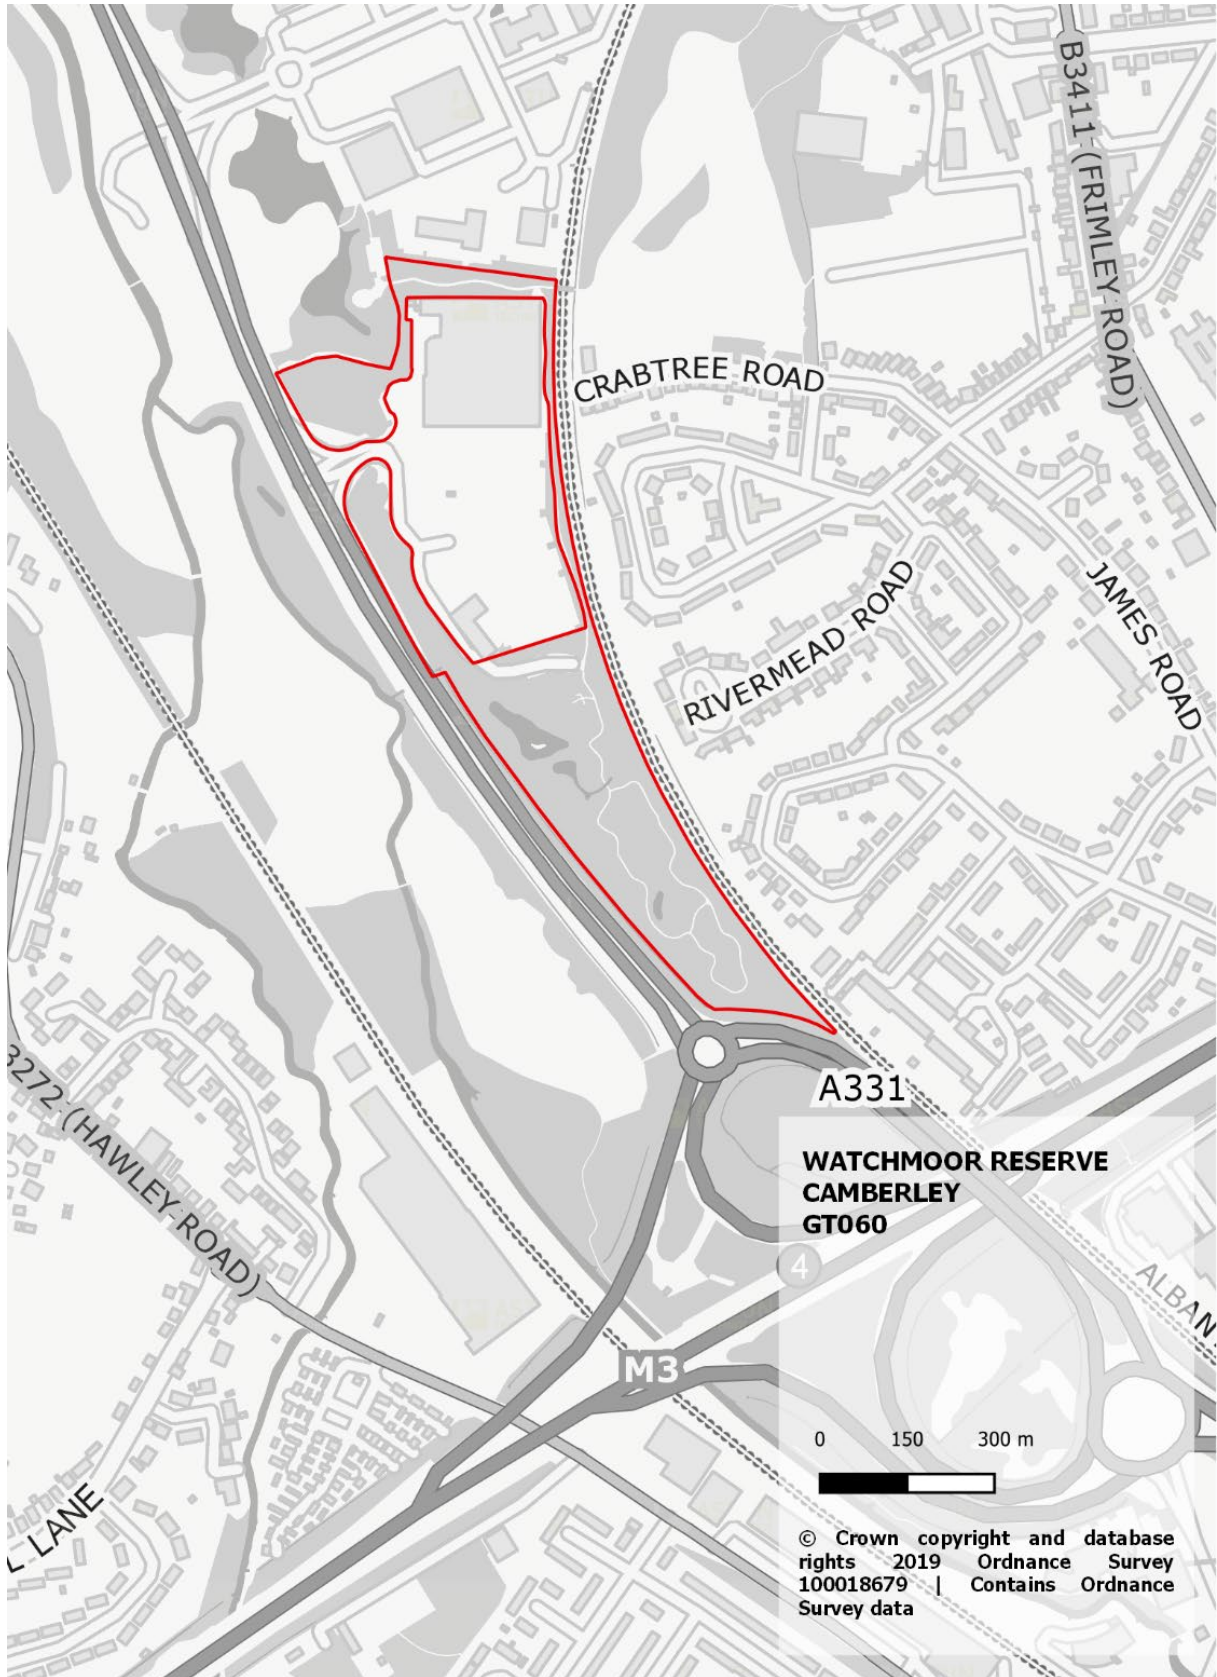 B3411 (FRIMLEY ROAD)
CRABTREE ROAD
JAMES ROAD
RIVERMEAD ROAD
3272 (HAWLEY ROAD)
A331
WATCHMOOR RESERVE
CAMBERLEY
GT060
4
ALBAN
M3
L LANE
0 150 300 m
© Crown copyright and database
rights 2019 Ordnance Survey
100018679 | Contains Ordnance
Survey data